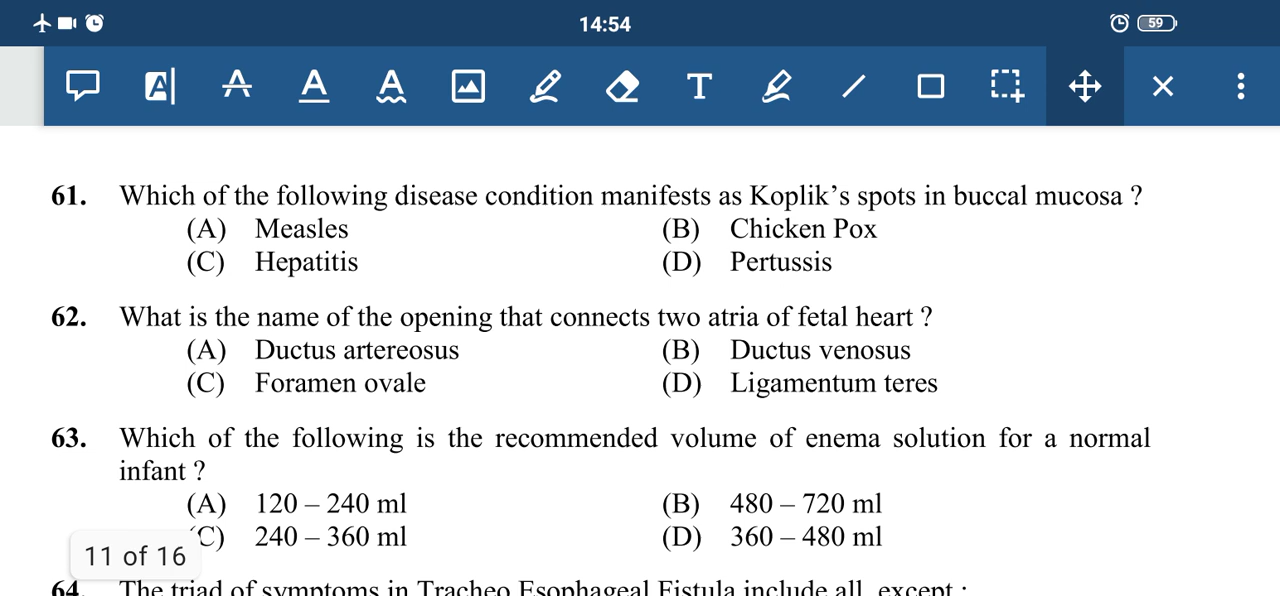 14:54
59
61. Which of the following disease condition manifests as Koplik's spots in buccal mucosa ?
(A) Measles (B) Chicken Pox
(C) Hepatitis (D) Pertussis
62. What is the name of the opening that connects two atria of fetal heart ?
(A) Ductus artereosus (B) Ductus venosus
(C) Foramen ovale (D) Ligamentum teres
63. Which of the following is the recommended volume of enema solution for a normal
infant ?
(A) 120 – 240 ml (B) 480 – 720 ml
(C) 240 – 360 ml (D) 360 – 480 ml
11 of 16
64. The triad of symptoms in Tracheo Esophageal Fistula include all, except :